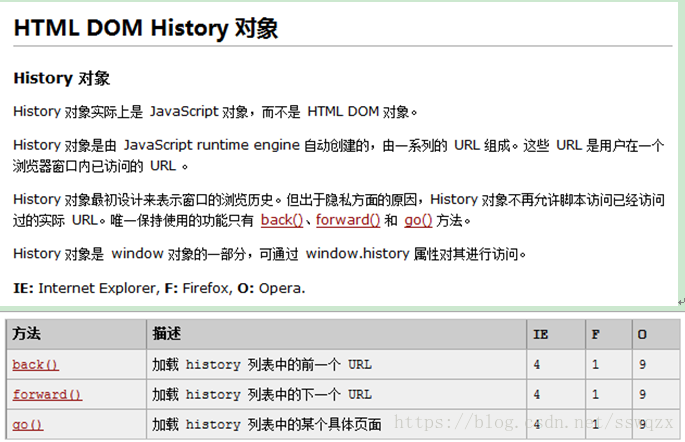 HTML DOM History 对象
History 对象
History 对象实际上是 JavaScript 对象，而不是 HTML DOM 对象。
History 对象是由 JavaScript runtime engine 自动创建的，由一系列的 URL 组成。这些 URL 是用户在一个
浏览器窗口内已访问的 URL 。
History 对象最初设计来表示窗口的浏览历史。但出于隐私方面的原因，History 对象不再允许脚本访问已经访问
过的实际 URL。唯一保持使用的功能只有 back()、forward() 和 go() 方法。
History 对象是 window 对象的一部分，可通过 window.history 属性对其进行访问。
IE: Internet Explorer, F: Firefox, O: Opera.
方法 描述 IE F O
back() 加载 history 列表中的前一个 URL 4 1 9
forward() 加载 history 列表中的下一个 URL 4 1 9
go() 加载 history 列表中的某个具体页面 4 1 9
https://blog.csdn.net/sswqzx